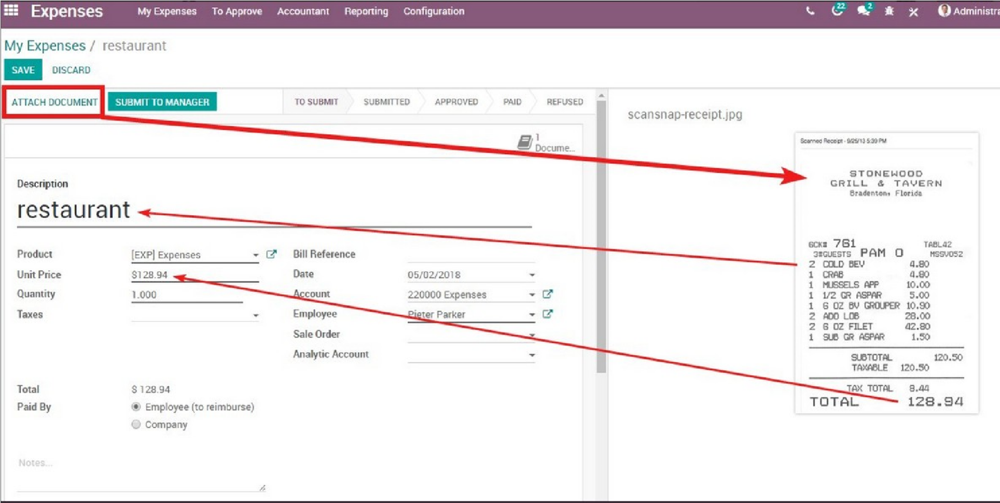 Expenses My Expenses To Approve Accountant Reporting Configuration 22 2 Administra
My Expenses / restaurant
SAVE DISCARD
ATTACH DOCUMENT SUBMIT TO MANAGER TO SUBMIT SUBMITTED APPROVED PAID REFUSED
1
Docume...
Description
restaurant
Product [EXP] Expenses
Unit Price $128.94
Quantity 1.000
Taxes
Bill Reference
Date 05/02/2018
Account 220000 Expenses
Employee Pieter Parker
Sale Order
Analytic Account
Total $ 128.94
Paid By Employee (to reimburse)
Company
Notes...
scansnap-receipt.jpg
Scanned Receipt - 9/25/13 5:39 PM
STONEWOOD
GRILL & TAVERN
Bradenton, Florida
GCK# 761 TABL42
3#GUESTS PAM O MSSV052
2 COLD BEV 4.80
1 CRAB 4.80
1 MUSSELS APP 10.00
1 1/2 GR ASPAR 5.00
1 6 OZ BV GROUPER 10.90
2 ADD LOB 28.00
2 6 OZ FILET 42.80
1 SUB GR ASPAR 1.50
SUBTOTAL 120.50
TAXABLE 120.50
TAX TOTAL 8.44
TOTAL 128.94